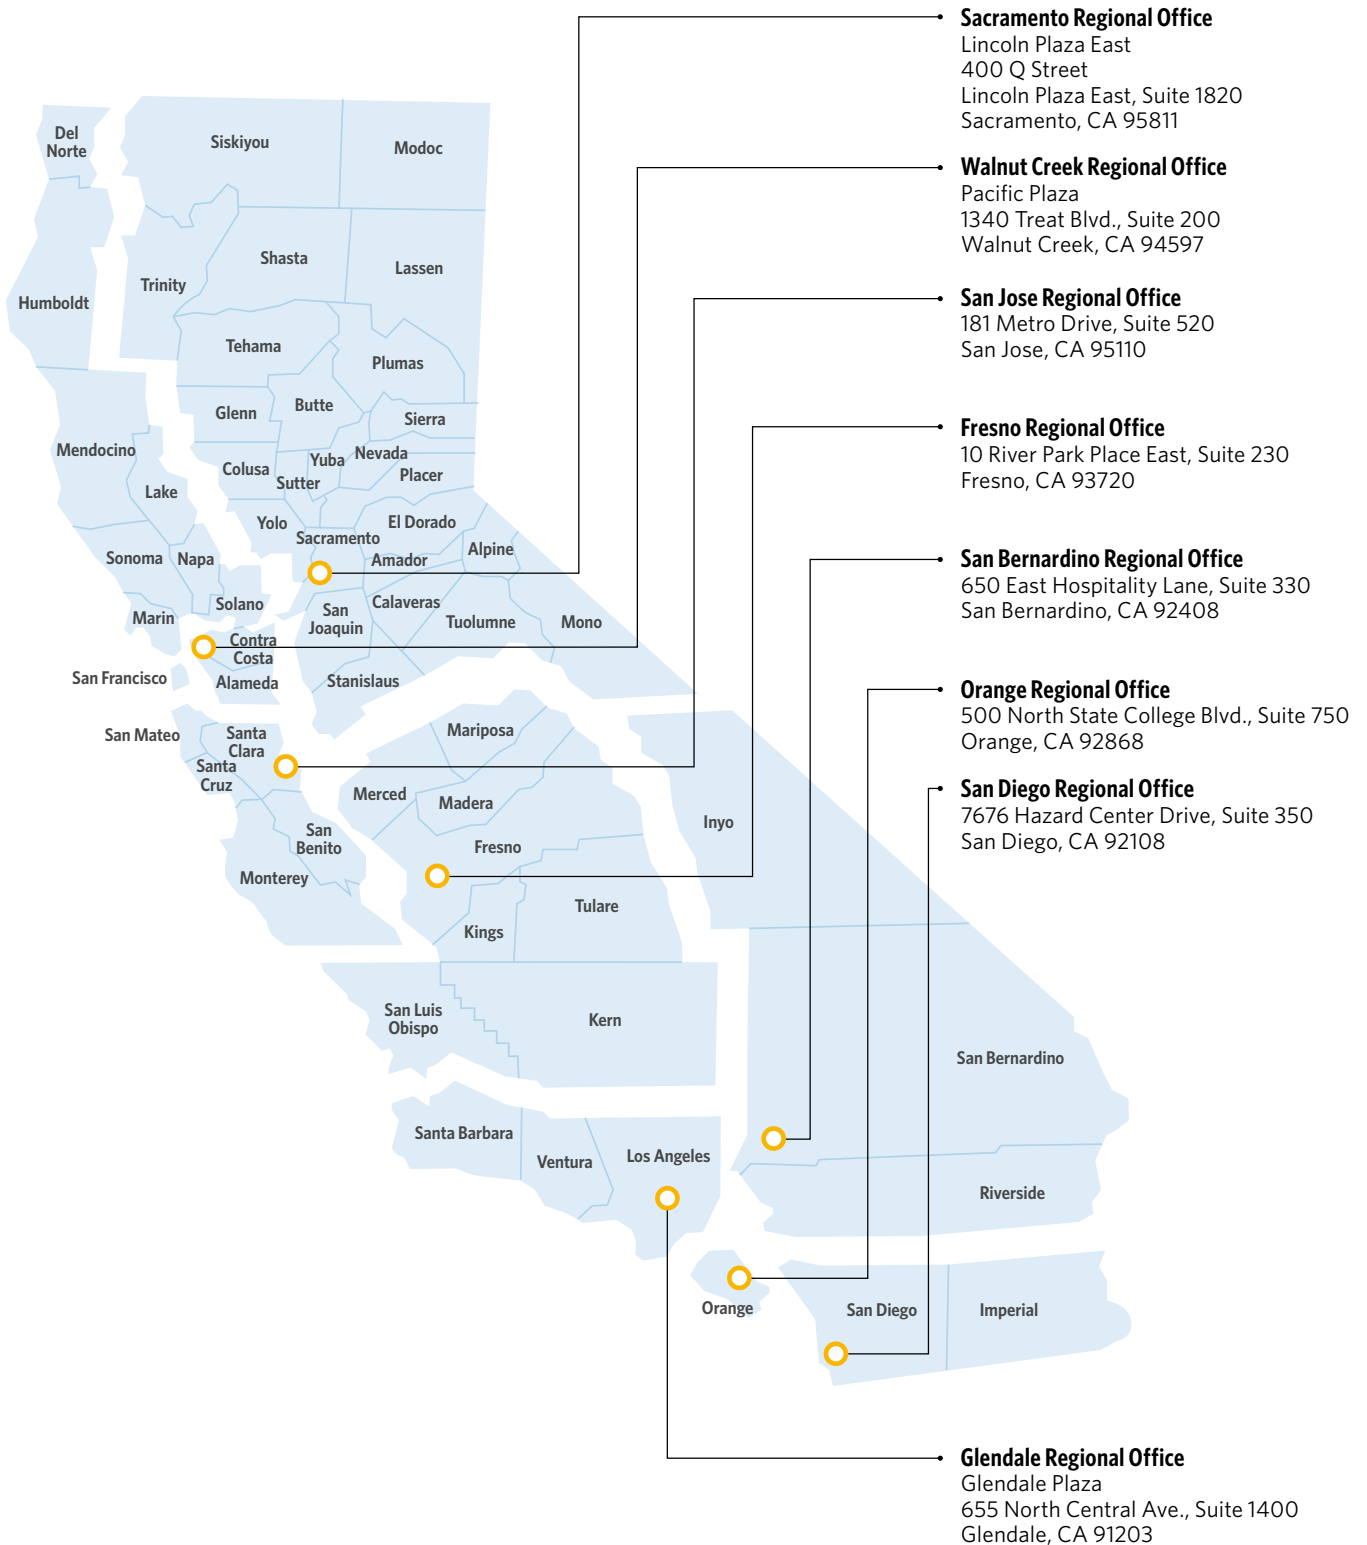 Sacramento Regional Office
Lincoln Plaza East
400 Q Street
Lincoln Plaza East, Suite 1820
Sacramento, CA 95811
Walnut Creek Regional Office
Pacific Plaza
1340 Treat Blvd., Suite 200
Walnut Creek, CA 94597
San Jose Regional Office
181 Metro Drive, Suite 520
San Jose, CA 95110
Fresno Regional Office
10 River Park Place East, Suite 230
Fresno, CA 93720
San Bernardino Regional Office
650 East Hospitality Lane, Suite 330
San Bernardino, CA 92408
Orange Regional Office
500 North State College Blvd., Suite 750
Orange, CA 92868
San Diego Regional Office
7676 Hazard Center Drive, Suite 350
San Diego, CA 92108
Glendale Regional Office
Glendale Plaza
655 North Central Ave., Suite 1400
Glendale, CA 91203
Del
Norte
Siskiyou
Modoc
Humboldt
Trinity
Shasta
Lassen
Tehama
Plumas
Glenn
Butte
Sierra
Mendocino
Colusa
Sutter
Yuba
Nevada
Placer
Lake
Yolo
El Dorado
Sacramento
Amador
Alpine
Sonoma
Napa
Solano
Marin
San
Joaquin
Calaveras
Tuolumne
Mono
Contra
Costa
San Francisco
Alameda
Stanislaus
San Mateo
Santa
Clara
Santa
Cruz
Mariposa
Merced
Madera
Inyo
San
Benito
Fresno
Monterey
Tulare
Kings
San Luis
Obispo
Kern
San Bernardino
Santa Barbara
Ventura
Los Angeles
Riverside
Orange
San Diego
Imperial